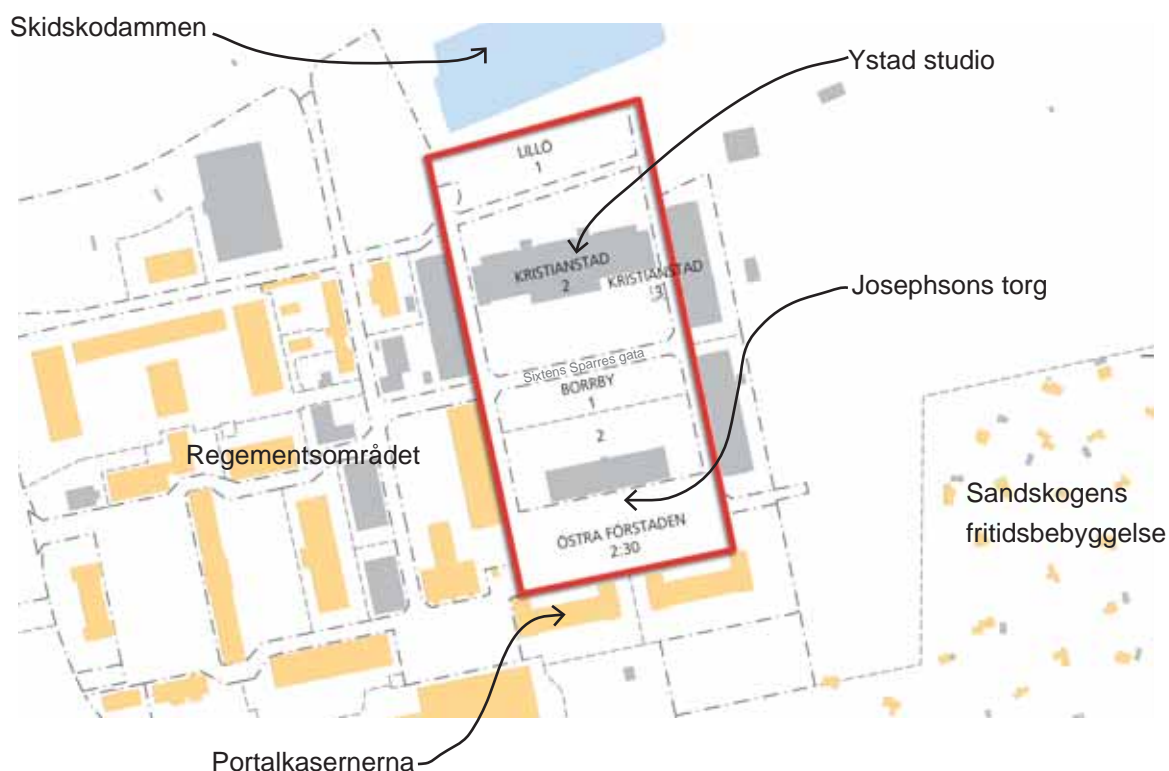 Skidskodammen
Ystad studio
LILLÖ
1
KRISTIANSTAD
2
KRISTIANSTAD
3
Josephsons torg
Sixtens Sparres gata
BORRBY
1
2
Regementsområdet
Sandskogens
fritidsbebyggelse
ÖSTRA FÖRSTADEN
2:30
Portalkasernerna